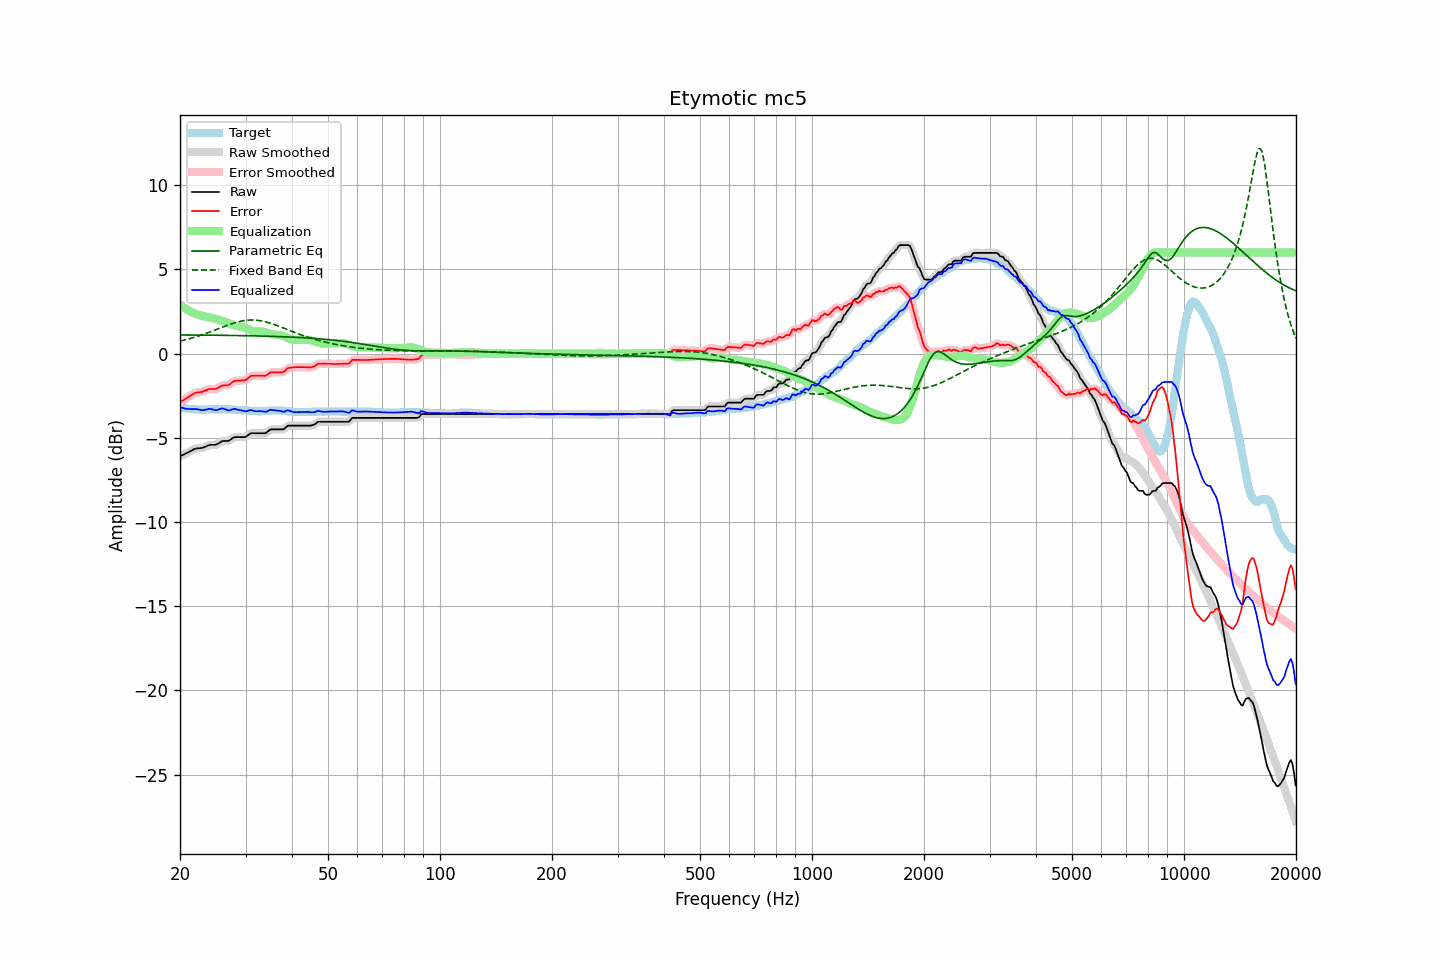 Etymotic mc5
Target
Raw Smoothed
Error Smoothed
Raw
Error
Equalization
Parametric Eq
Fixed Band Eq
Equalized
Amplitude (dBr)
10
5
0
−5
−10
−15
−20
−25
20 50 100 200 500 1000 2000 5000 10000 20000
Frequency (Hz)